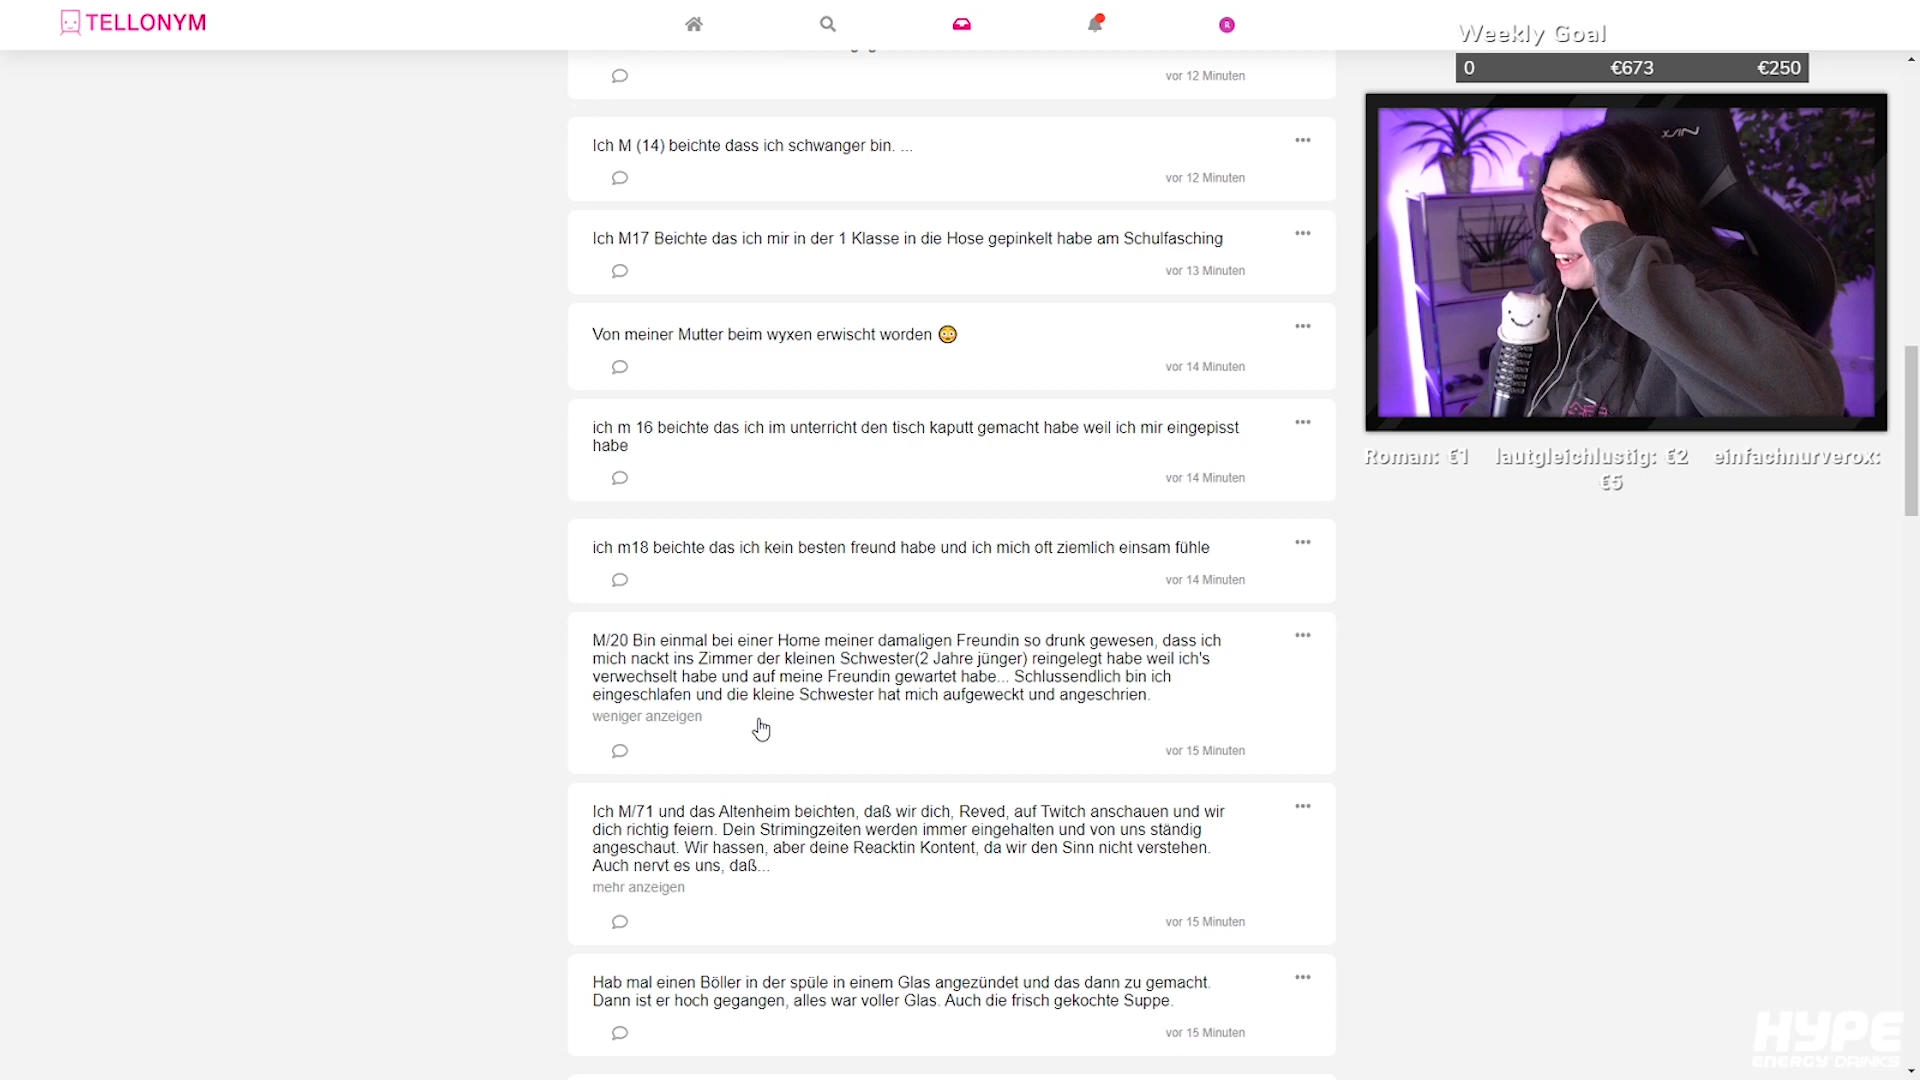 TELLONYM
Weekly Goal
0 €673 €250
vor 12 Minuten
Ich M (14) beichte dass ich schwanger bin. ...
vor 12 Minuten
Ich M17 Beichte das ich mir in der 1 Klasse in die Hose gepinkelt habe am Schulfasching
vor 13 Minuten
Von meiner Mutter beim wyxen erwischt worden 😳
vor 14 Minuten
ich m 16 beichte das ich im unterricht den tisch kaputt gemacht habe weil ich mir eingepisst
habe
vor 14 Minuten
Roman: €1 lautgleichlustig: €2 einfachnurverox:
€5
ich m18 beichte das ich kein besten freund habe und ich mich oft ziemlich einsam fühle
vor 14 Minuten
M/20 Bin einmal bei einer Home meiner damaligen Freundin so drunk gewesen, dass ich
mich nackt ins Zimmer der kleinen Schwester(2 Jahre jünger) reingelegt habe weil ich's
verwechselt habe und auf meine Freundin gewartet habe... Schlussendlich bin ich
eingeschlafen und die kleine Schwester hat mich aufgeweckt und angeschrien.
weniger anzeigen
vor 15 Minuten
Ich M/71 und das Altenheim beichten, daß wir dich, Reved, auf Twitch anschauen und wir
dich richtig feiern. Dein Strimingzeiten werden immer eingehalten und von uns ständig
angeschaut. Wir hassen, aber deine Reacktin Kontent, da wir den Sinn nicht verstehen.
Auch nervt es uns, daß...
mehr anzeigen
vor 15 Minuten
Hab mal einen Böller in der spüle in einem Glas angezündet und das dann zu gemacht.
Dann ist er hoch gegangen, alles war voller Glas. Auch die frisch gekochte Suppe.
vor 15 Minuten
HYPE
ENERGY DRINKS